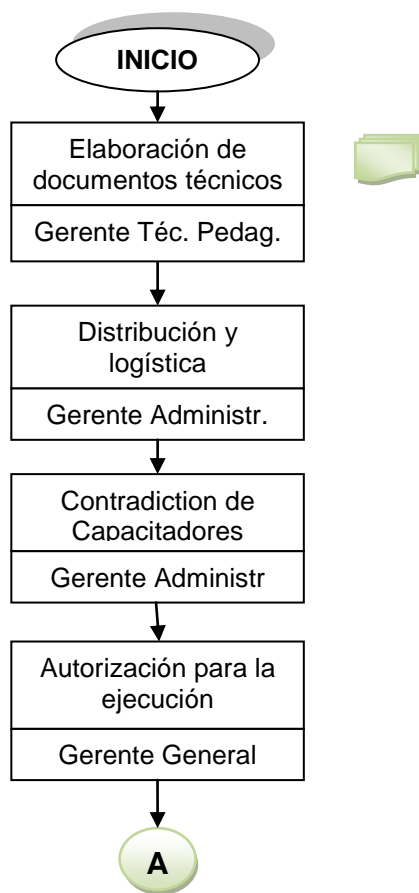 INICIO
Elaboración de
documentos técnicos
Gerente Téc. Pedag.
Distribución y
logística
Gerente Administr.
Contradiction de
Capacitadores
Gerente Administr
Autorización para la
ejecución
Gerente General
A